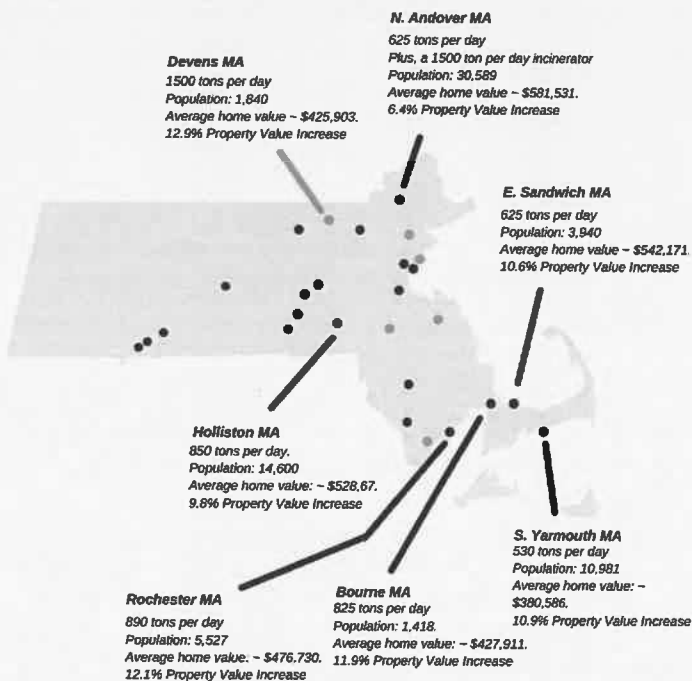 N. Andover MA
625 tons per day
Plus, a 1500 ton per day incinerator
Population: 30,589
Average home value ~ $581,531.
6.4% Property Value Increase
Devens MA
1500 tons per day
Population: 1,840
Average home value ~ $425,903.
12.9% Property Value Increase
E. Sandwich MA
625 tons per day
Population: 3,940
Average home value ~ $542,171.
10.6% Property Value Increase
Holliston MA
850 tons per day.
Population: 14,600
Average home value: ~ $528,67.
9.8% Property Value Increase
S. Yarmouth MA
530 tons per day
Population: 10,981
Average home value: ~
$380,586.
10.9% Property Value Increase
Rochester MA
890 tons per day
Population: 5,527
Average home value: ~ $476.730.
12.1% Property Value Increase
Bourne MA
825 tons per day
Population: 1,418.
Average home value: ~ $427,911.
11.9% Property Value Increase